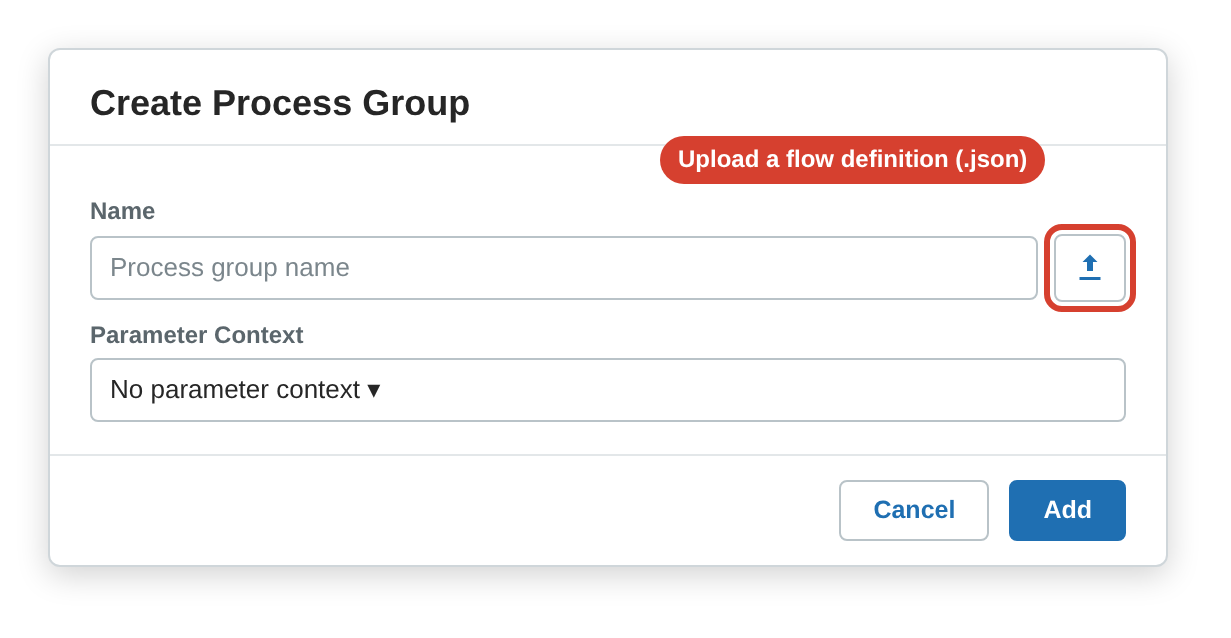 Create Process Group
Upload a flow definition (.json)
Name
Process group name
Parameter Context
No parameter context ▾
Cancel
Add